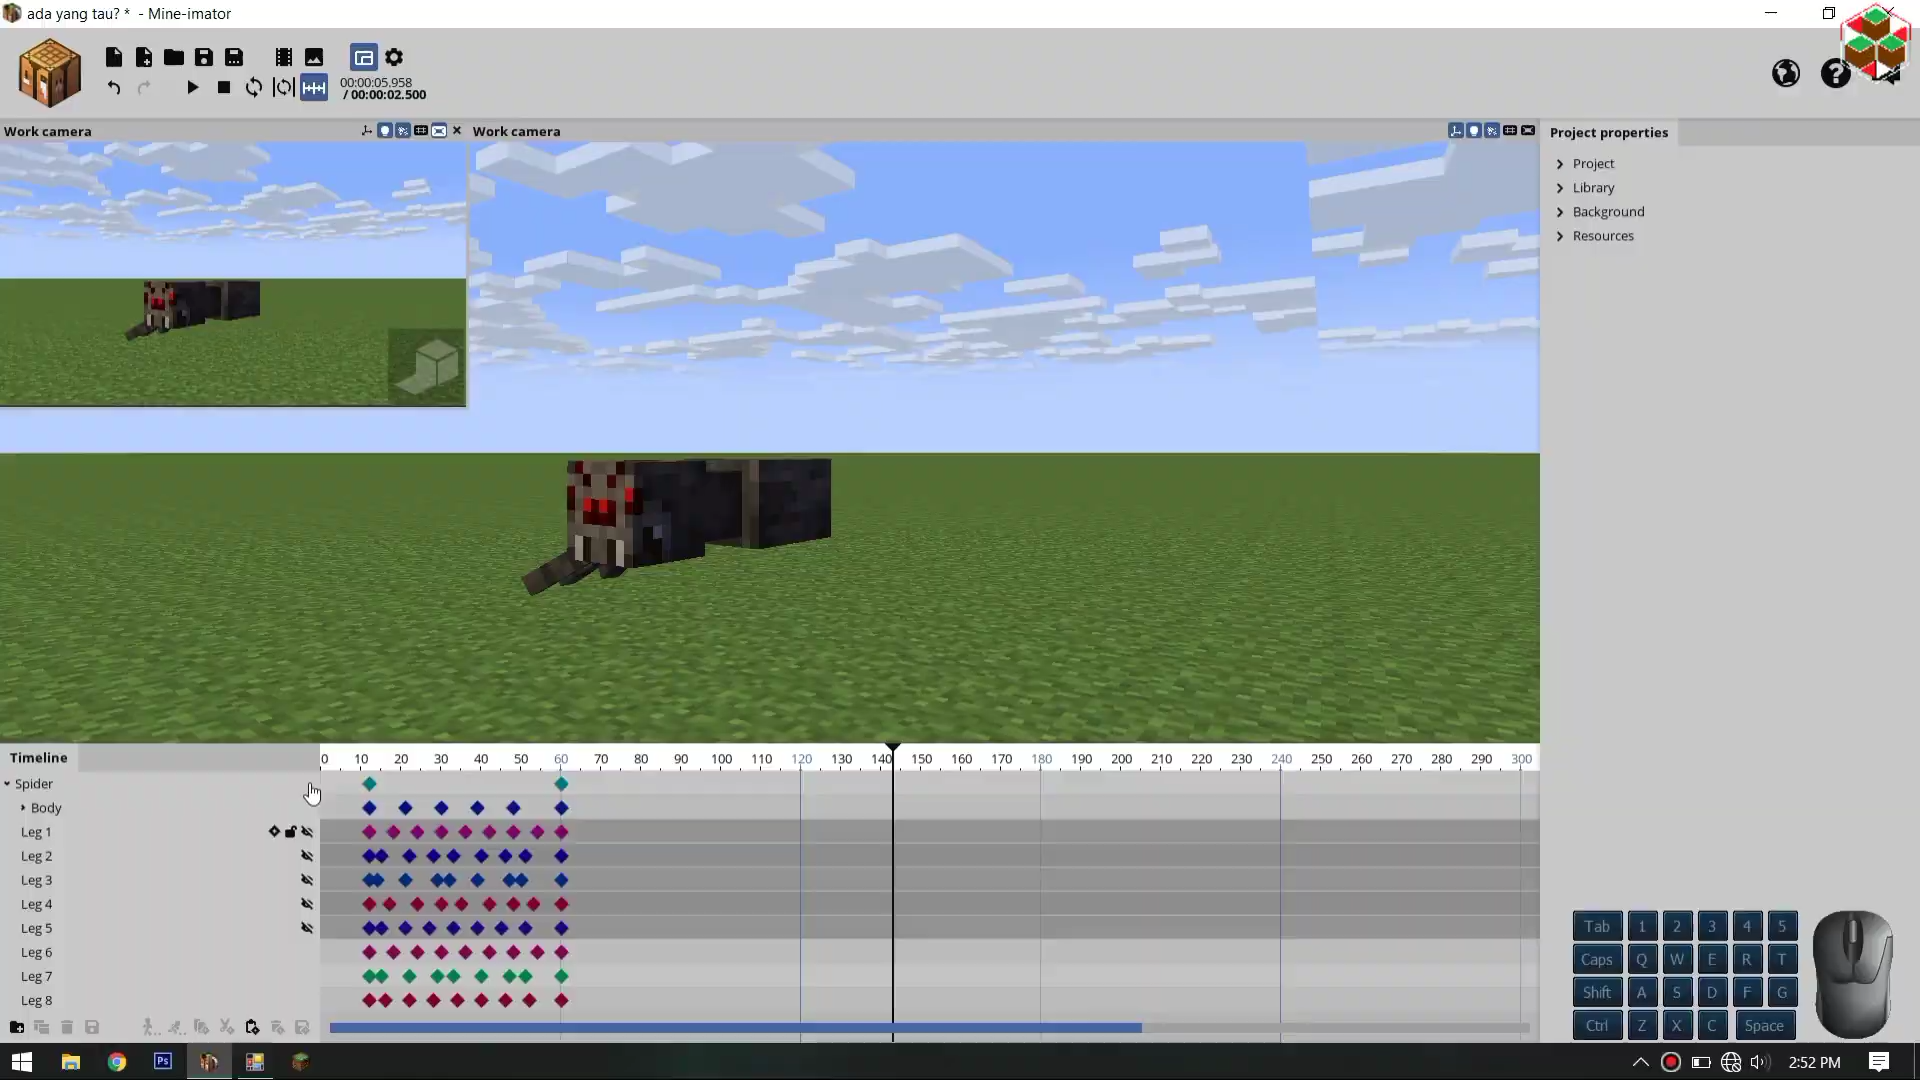 ada yang tau? * - Mine-imator
00:00:05.958
/ 00:00:02.500
Work camera
Work camera
Project properties
Project
Library
Background
Resources
Timeline
0 10 20 30 40 50 60 70 80 90 100 110 120 130 140 150 160 170 180 190 200 210 220 230 240 250 260 270 280 290 300
Spider
Body
Leg 1
Leg 2
Leg 3
Leg 4
Leg 5
Leg 6
Leg 7
Leg 8
Tab 1 2 3 4 5
Caps Q W E R T
Shift A S D F G
Ctrl Z X C Space
Ps
2:52 PM